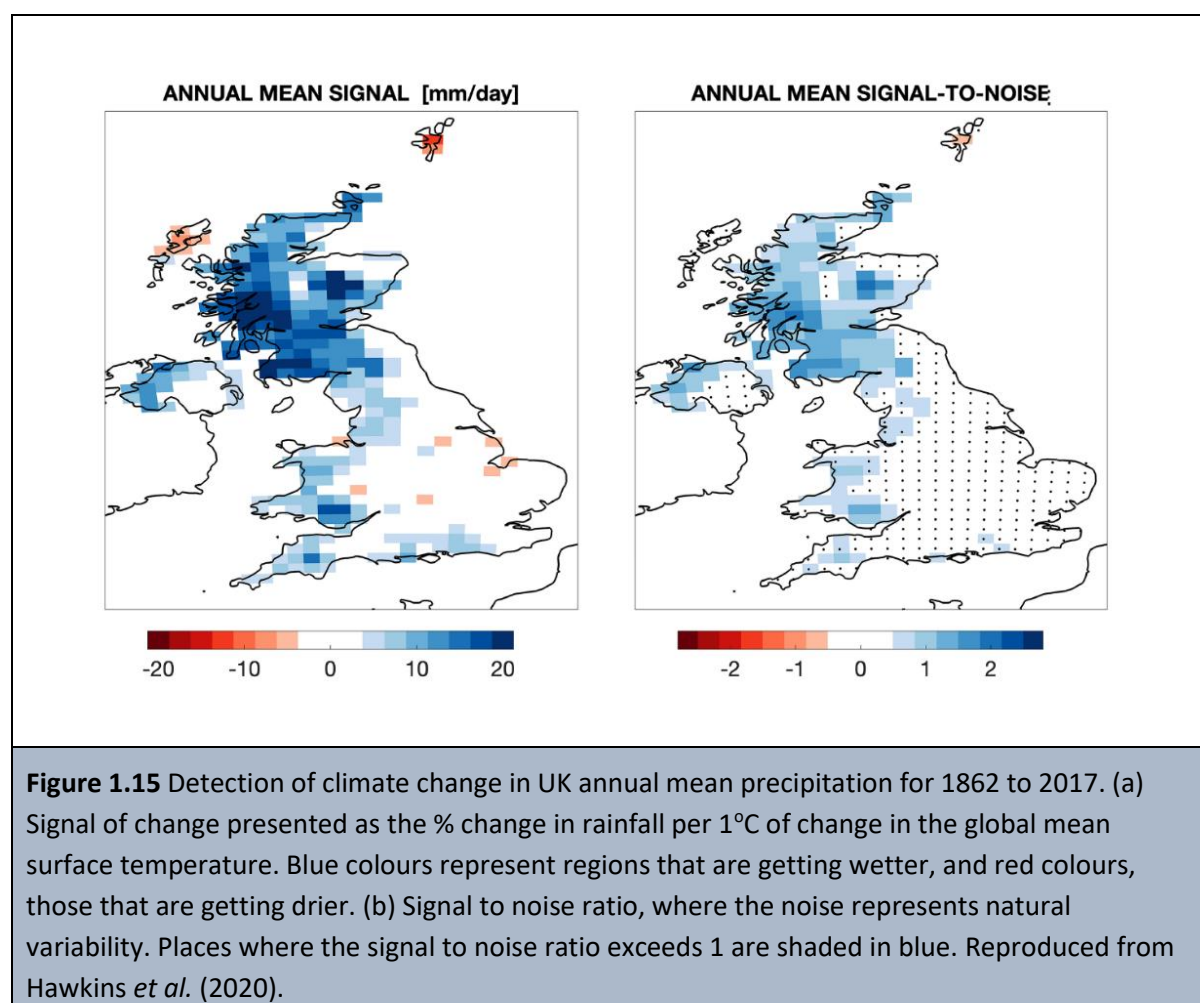 ANNUAL MEAN SIGNAL [mm/day]
ANNUAL MEAN SIGNAL-TO-NOISE
-20 -10 0 10 20
-2 -1 0 1 2
Figure 1.15 Detection of climate change in UK annual mean precipitation for 1862 to 2017. (a)
Signal of change presented as the % change in rainfall per 1°C of change in the global mean
surface temperature. Blue colours represent regions that are getting wetter, and red colours,
those that are getting drier. (b) Signal to noise ratio, where the noise represents natural
variability. Places where the signal to noise ratio exceeds 1 are shaded in blue. Reproduced from
Hawkins et al. (2020).